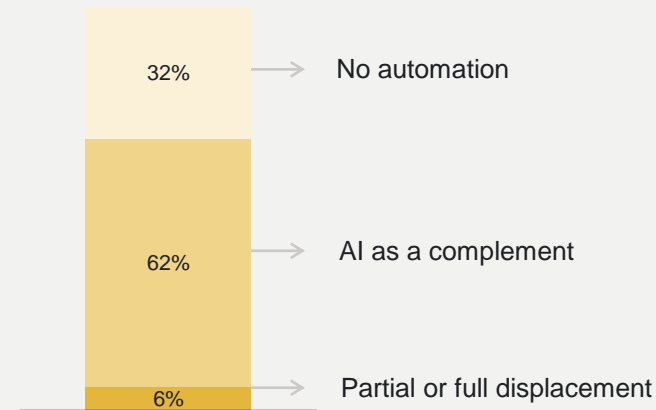 32%
No automation
62%
AI as a complement
6%
Partial or full displacement